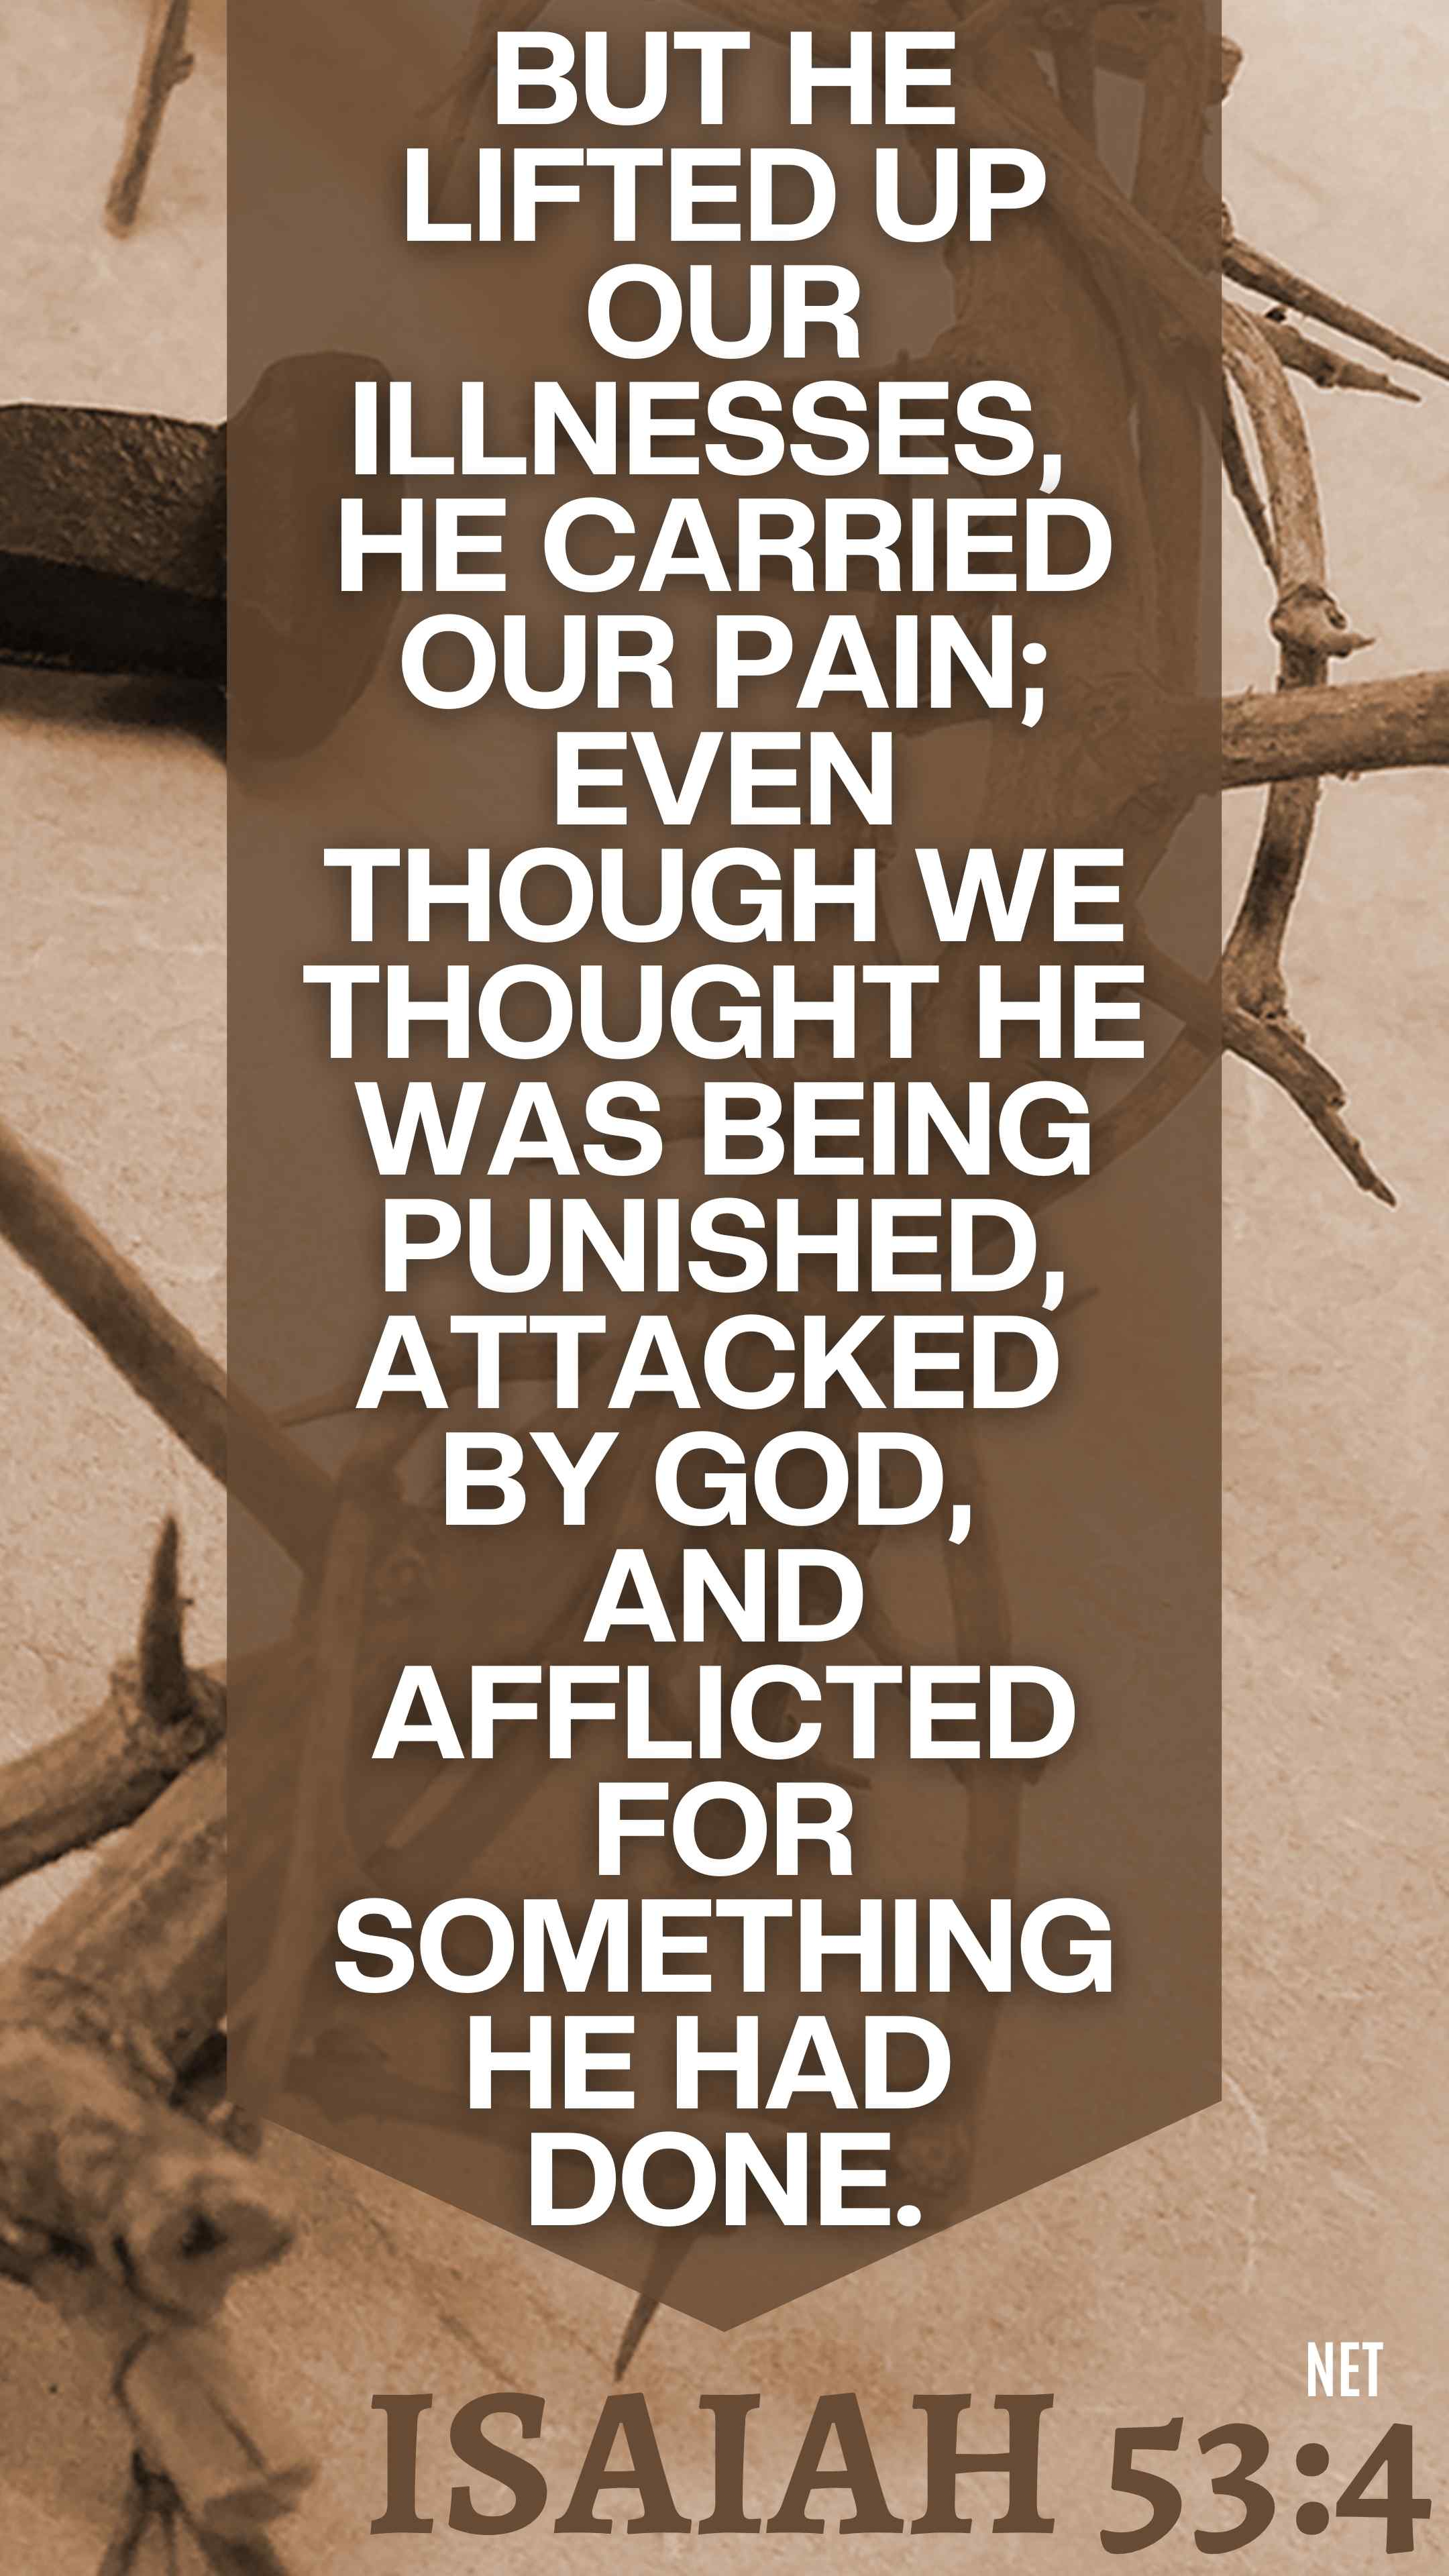 BUT HE
LIFTED UP
OUR
ILLNESSES,
HE CARRIED
OUR PAIN;
EVEN
THOUGH WE
THOUGHT HE
WAS BEING
PUNISHED,
ATTACKED
BY GOD,
AND
AFFLICTED
FOR
SOMETHING
HE HAD
DONE.
NET
ISAIAH 53:4